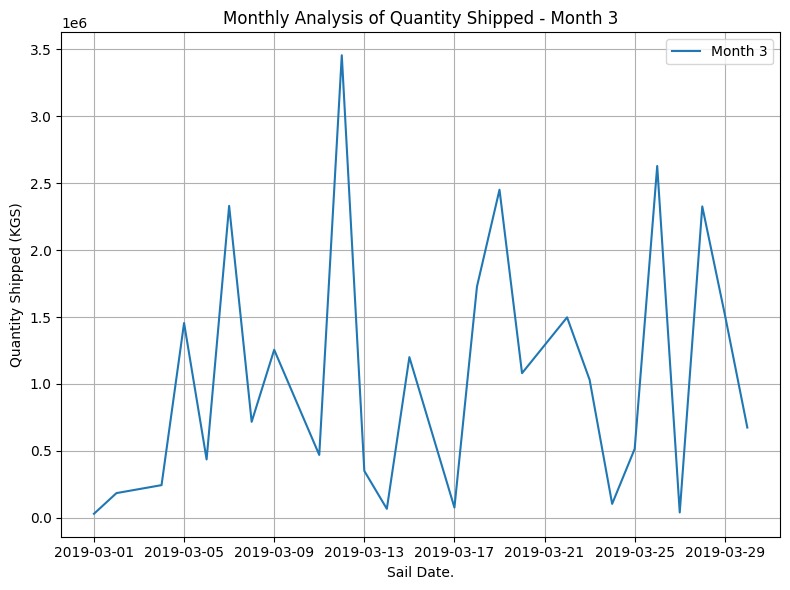 Monthly Analysis of Quantity Shipped - Month 3
1e6
Month 3
3.5
3.0
2.5
2.0
1.5
1.0
0.5
0.0
Quantity Shipped (KGS)
2019-03-01 2019-03-05 2019-03-09 2019-03-13 2019-03-17 2019-03-21 2019-03-25 2019-03-29
Sail Date.